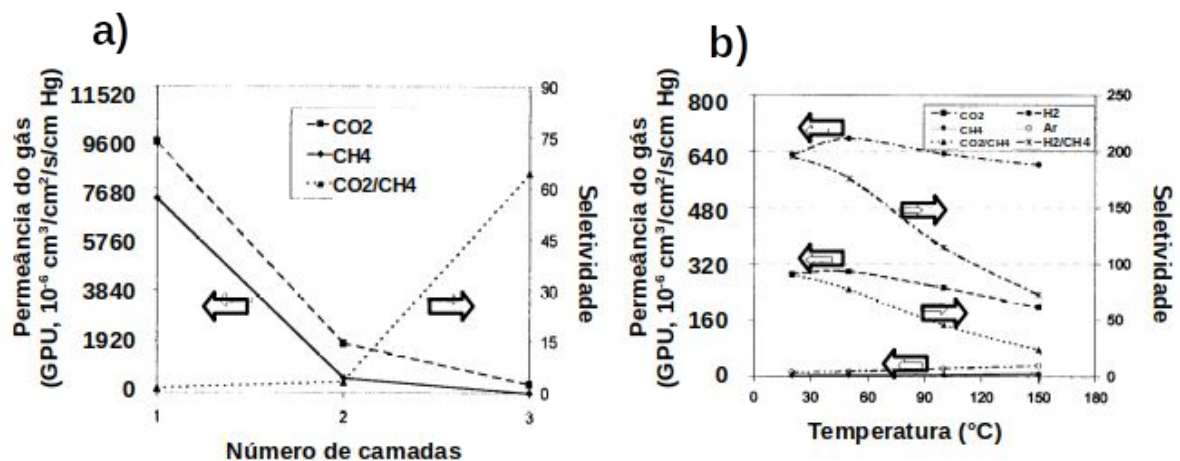 a)
Permeância do gás
(GPU, 10⁻⁶ cm³/cm²/s/cm Hg)
11520
9600
7680
5760
3840
1920
0
90
75
60
45
30
15
0
Seletividade
CO2
CH4
CO2/CH4
1
2
3
Número de camadas
b)
Permeância do gás
(GPU, 10⁻⁶ cm³/cm²/s/cm Hg)
800
640
480
320
160
0
250
200
150
100
50
0
Seletividade
CO2
H2
CH4
Ar
CO2/CH4
H2/CH4
0
30
60
90
120
150
180
Temperatura (°C)